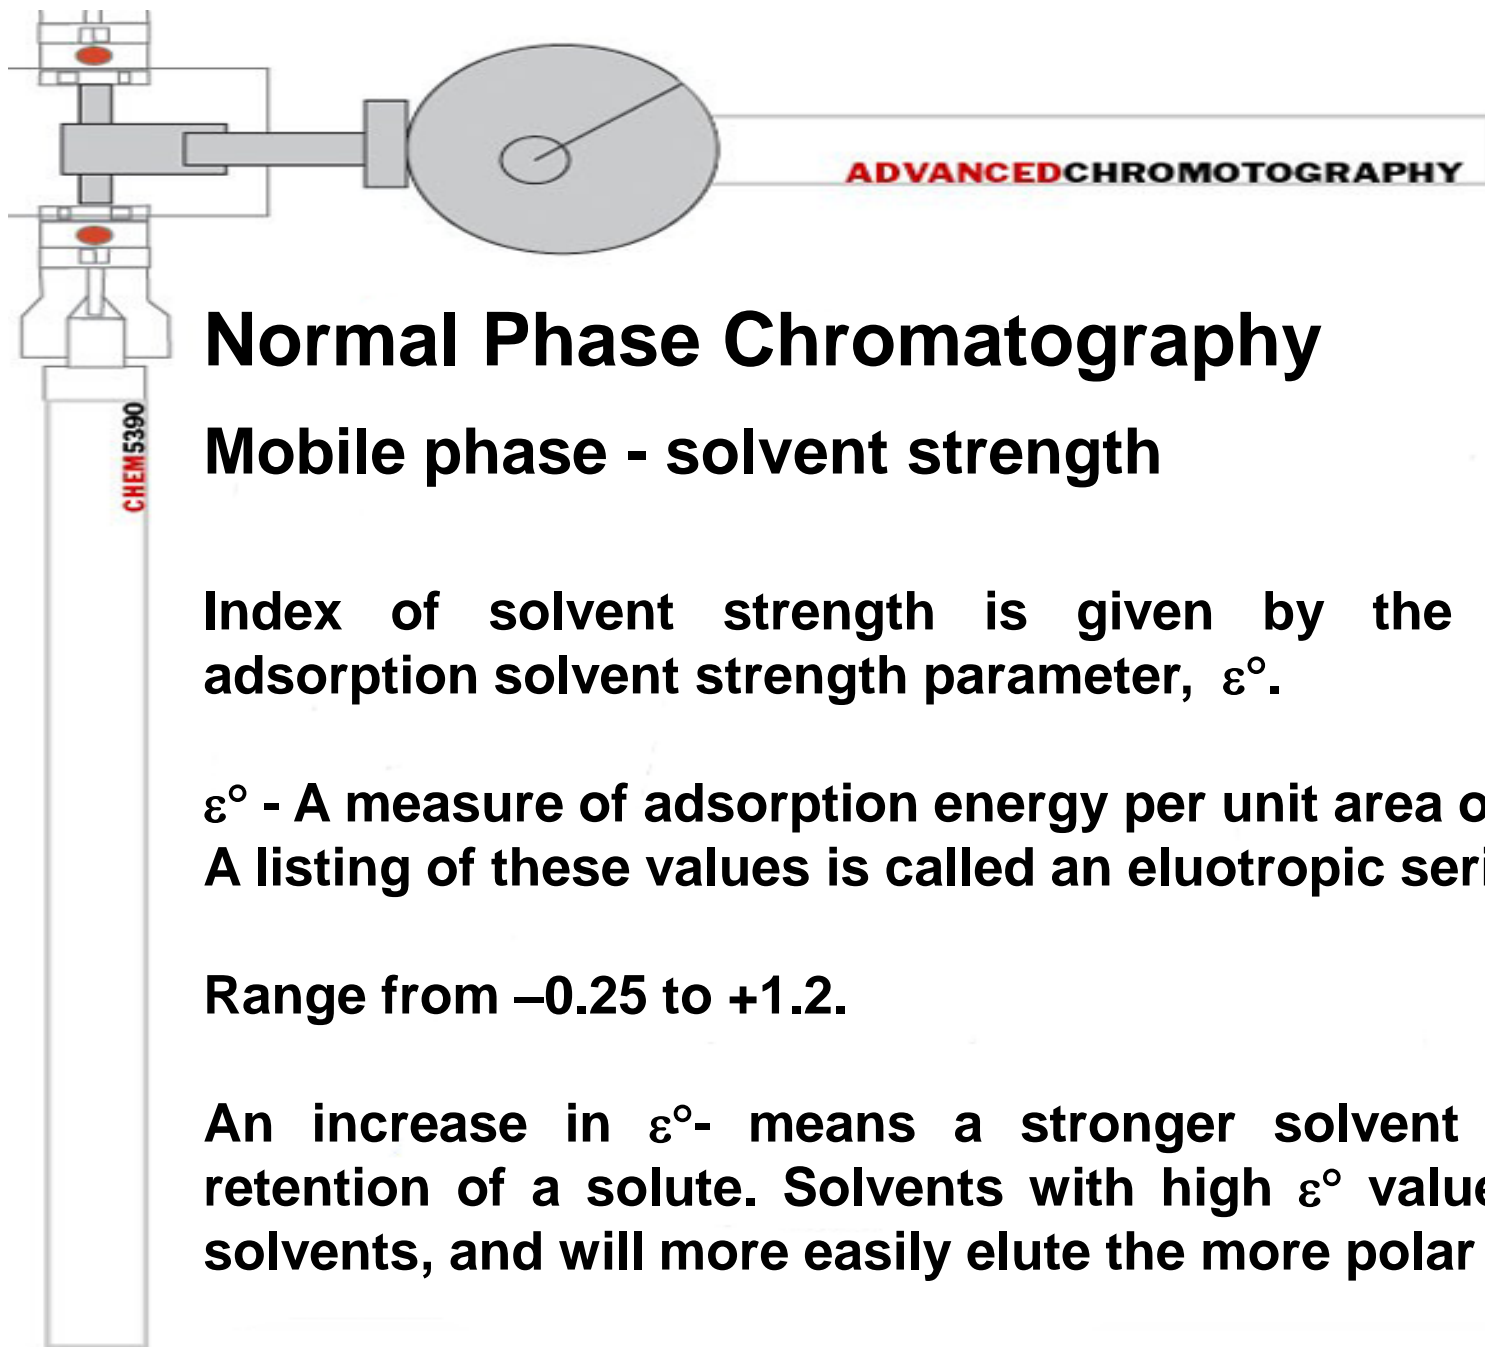 ADVANCEDCHROMOTOGRAPHY
Normal Phase Chromatography
CHEM5390
Mobile phase - solvent strength
Index of solvent strength is given by the
adsorption solvent strength parameter, ε°.
ε° - A measure of adsorption energy per unit area o
A listing of these values is called an eluotropic seri
Range from –0.25 to +1.2.
An increase in ε°- means a stronger solvent
retention of a solute. Solvents with high ε° value
solvents, and will more easily elute the more polar